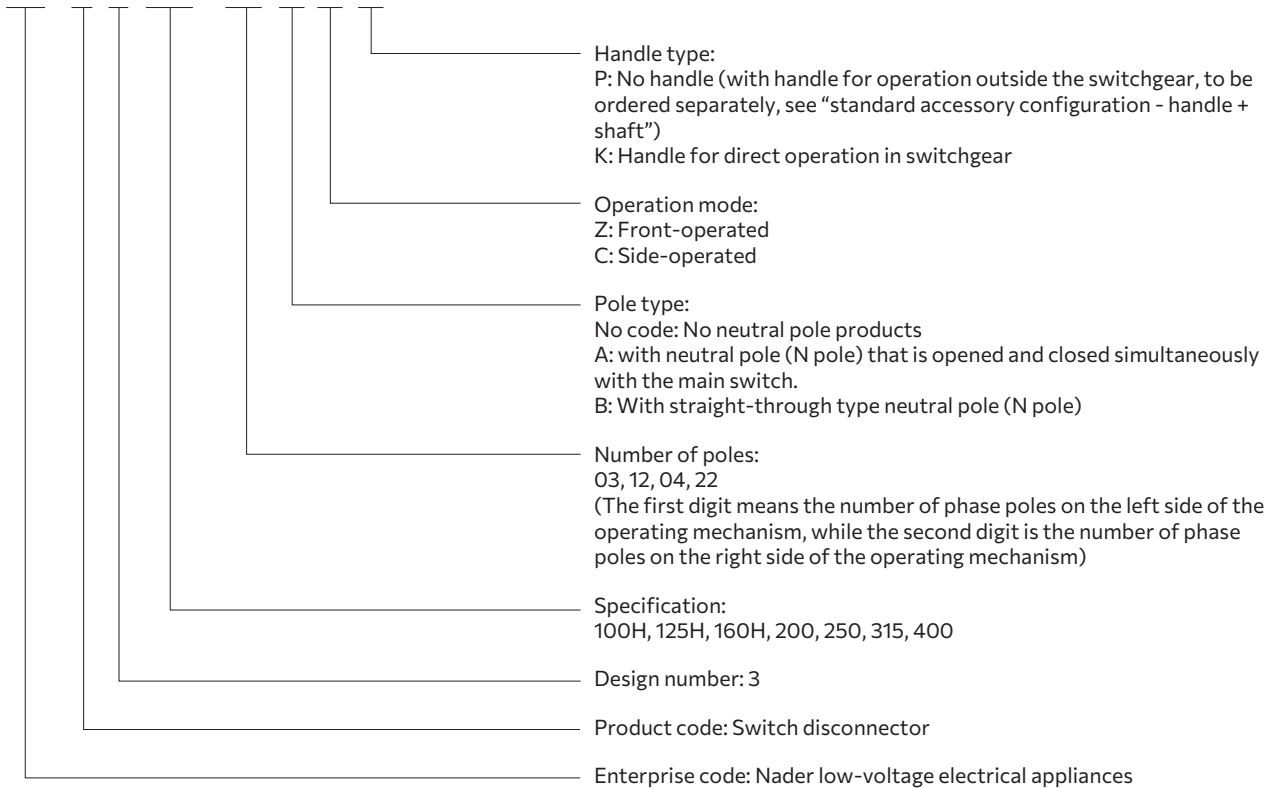 Handle type:
P: No handle (with handle for operation outside the switchgear, to be
ordered separately, see “standard accessory configuration - handle +
shaft”)
K: Handle for direct operation in switchgear
Operation mode:
Z: Front-operated
C: Side-operated
Pole type:
No code: No neutral pole products
A: with neutral pole (N pole) that is opened and closed simultaneously
with the main switch.
B: With straight-through type neutral pole (N pole)
Number of poles:
03, 12, 04, 22
(The first digit means the number of phase poles on the left side of the
operating mechanism, while the second digit is the number of phase
poles on the right side of the operating mechanism)
Specification:
100H, 125H, 160H, 200, 250, 315, 400
Design number: 3
Product code: Switch disconnector
Enterprise code: Nader low-voltage electrical appliances